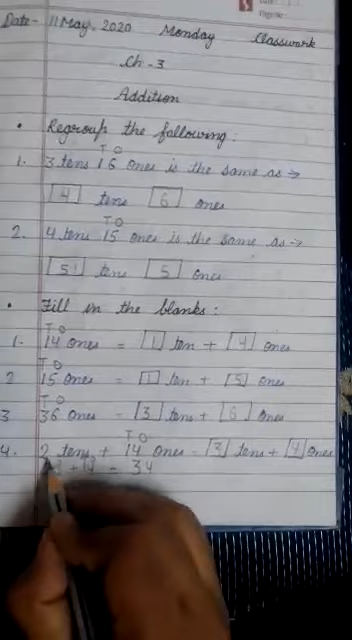 Date- 11 May, 2020 Monday Classwork
Ch-3
Addition
• Regroup the following:
T O
1. 3 tens 16 ones is the same as →
4 tens 6 ones
T O
2. 4 tens 15 ones is the same as →
5 tens 5 ones
• Fill in the blanks:
T O
1. 14 ones = 1 ten + 4 ones
T O
2 15 ones = 1 ten + 5 ones
T O
3 36 ones = 3 tens + 6 ones
T O
4. 2 tens + 14 ones = 3 tens + 4 ones
= 34